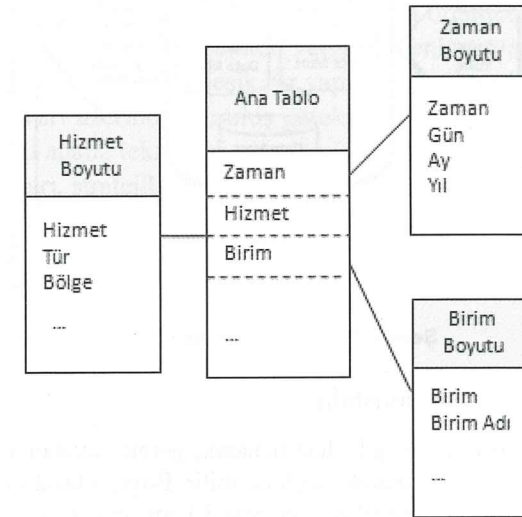 Zaman
Boyutu
Zaman
Gün
Ay
Yıl
Ana Tablo
Zaman
Hizmet
Birim
...
Hizmet
Boyutu
Hizmet
Tür
Bölge
...
Birim
Boyutu
Birim
Birim Adı
...